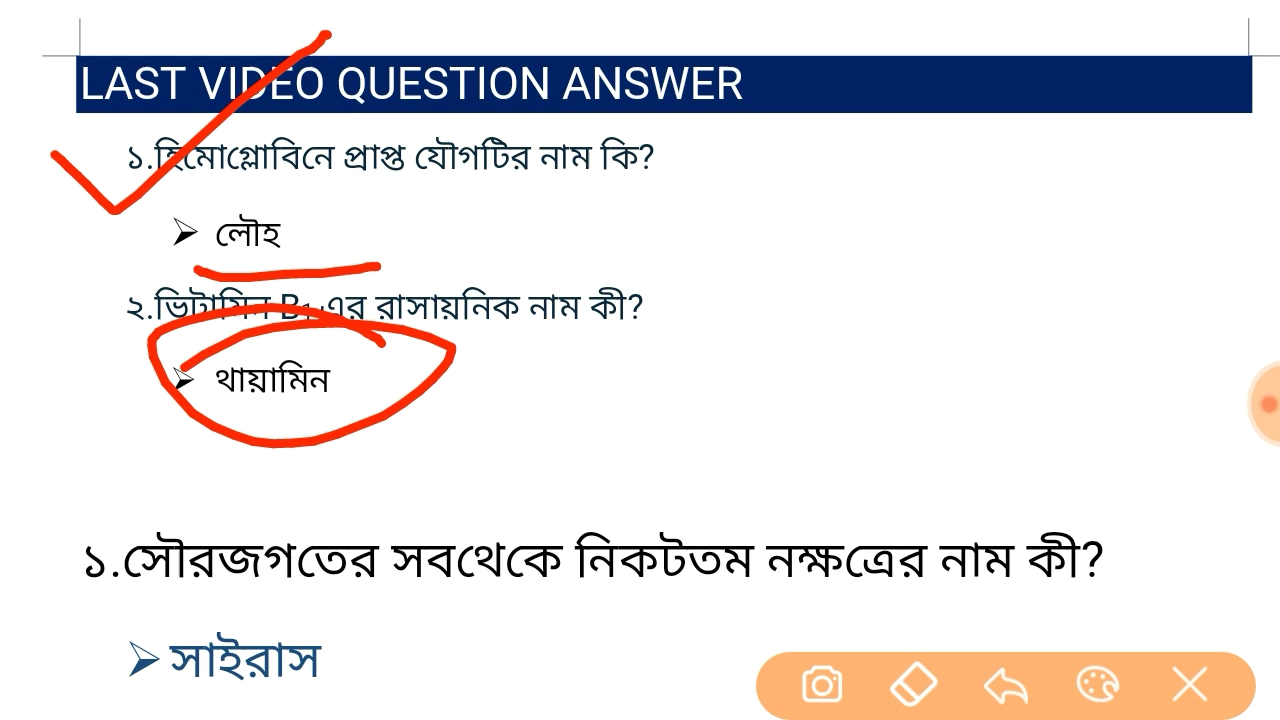 LAST VIDEO QUESTION ANSWER
১.হিমোগ্লোবিনে প্রাপ্ত যৌগটির নাম কি?
লৌহ
২.ভিটামিন B₁ এর রাসায়নিক নাম কী?
থায়ামিন
১.সৌরজগতের সবথেকে নিকটতম নক্ষত্রের নাম কী?
সাইরাস